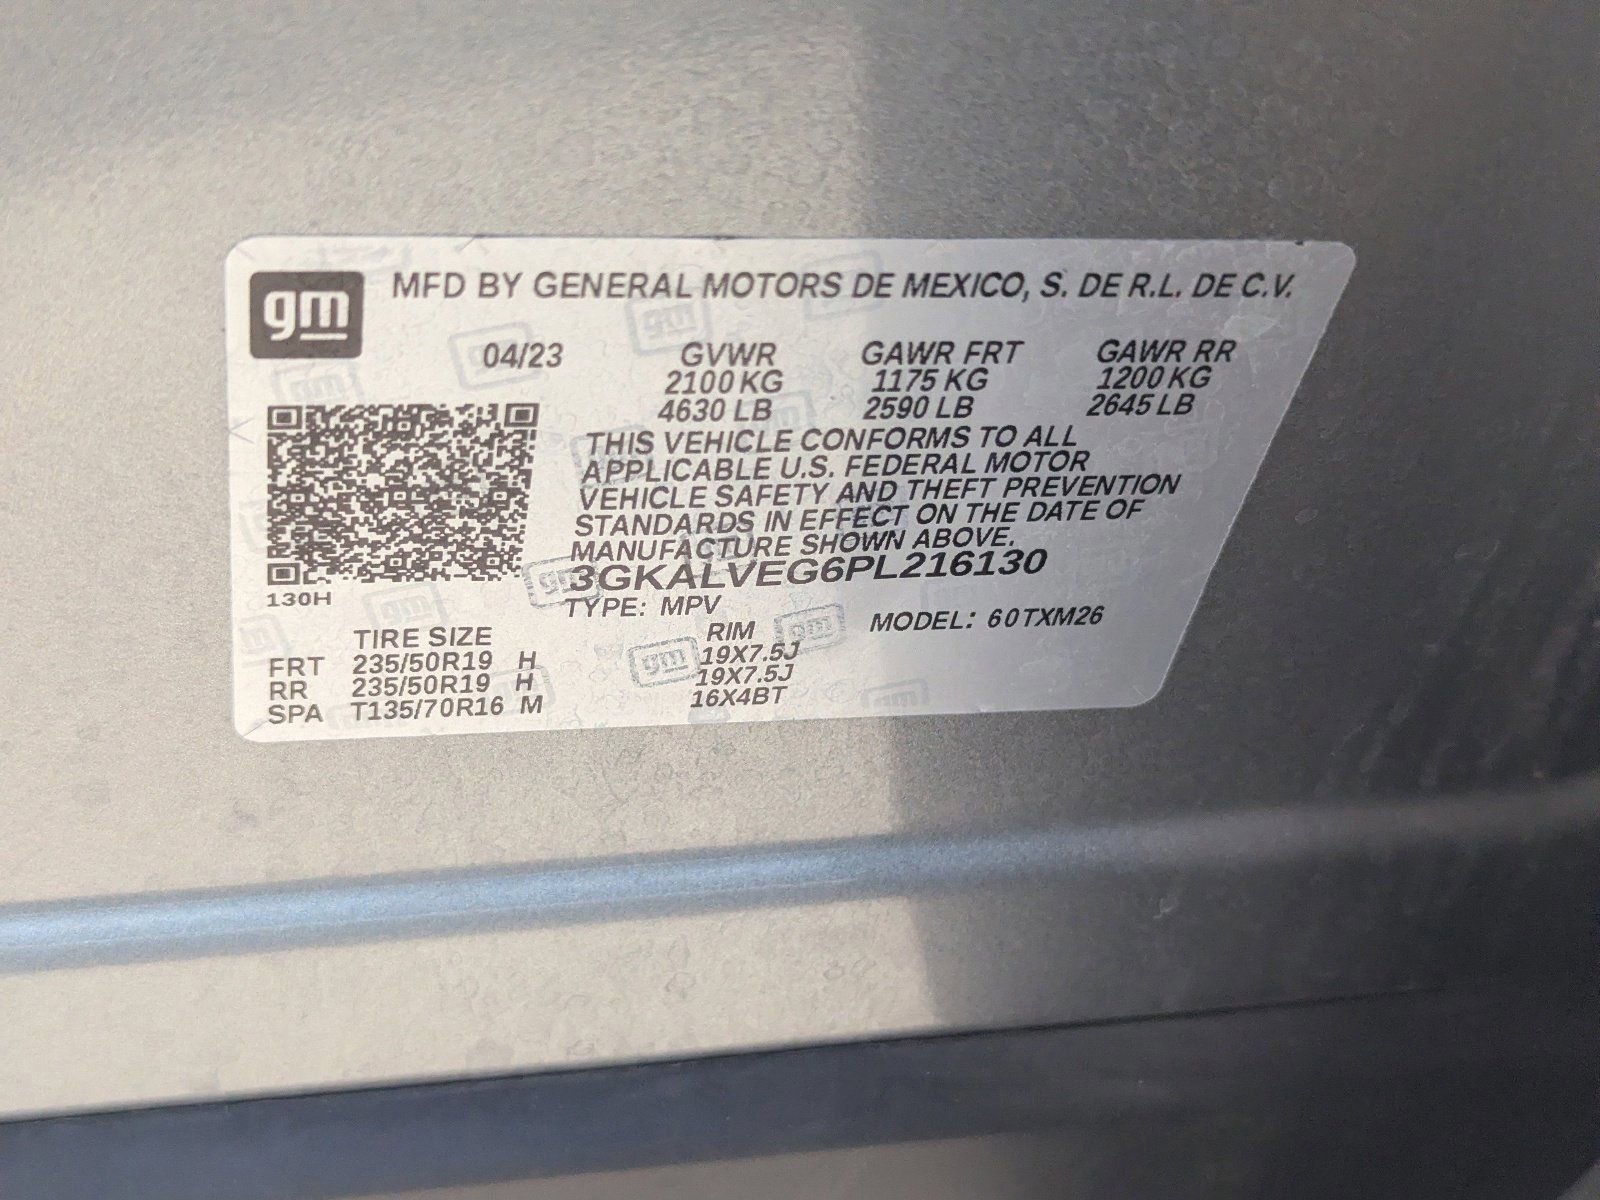 gm MFD BY GENERAL MOTORS DE MEXICO, S. DE R.L. DE C.V.
04/23 GVWR GAWR FRT GAWR RR
2100 KG 1175 KG 1200 KG
4630 LB 2590 LB 2645 LB
THIS VEHICLE CONFORMS TO ALL
APPLICABLE U.S. FEDERAL MOTOR
VEHICLE SAFETY AND THEFT PREVENTION
STANDARDS IN EFFECT ON THE DATE OF
MANUFACTURE SHOWN ABOVE.
3GKALVEG6PL216130
130H
TYPE: MPV MODEL: 60TXM26
TIRE SIZE RIM
FRT 235/50R19 H 19X7.5J
RR 235/50R19 H 19X7.5J
SPA T135/70R16 M 16X4BT